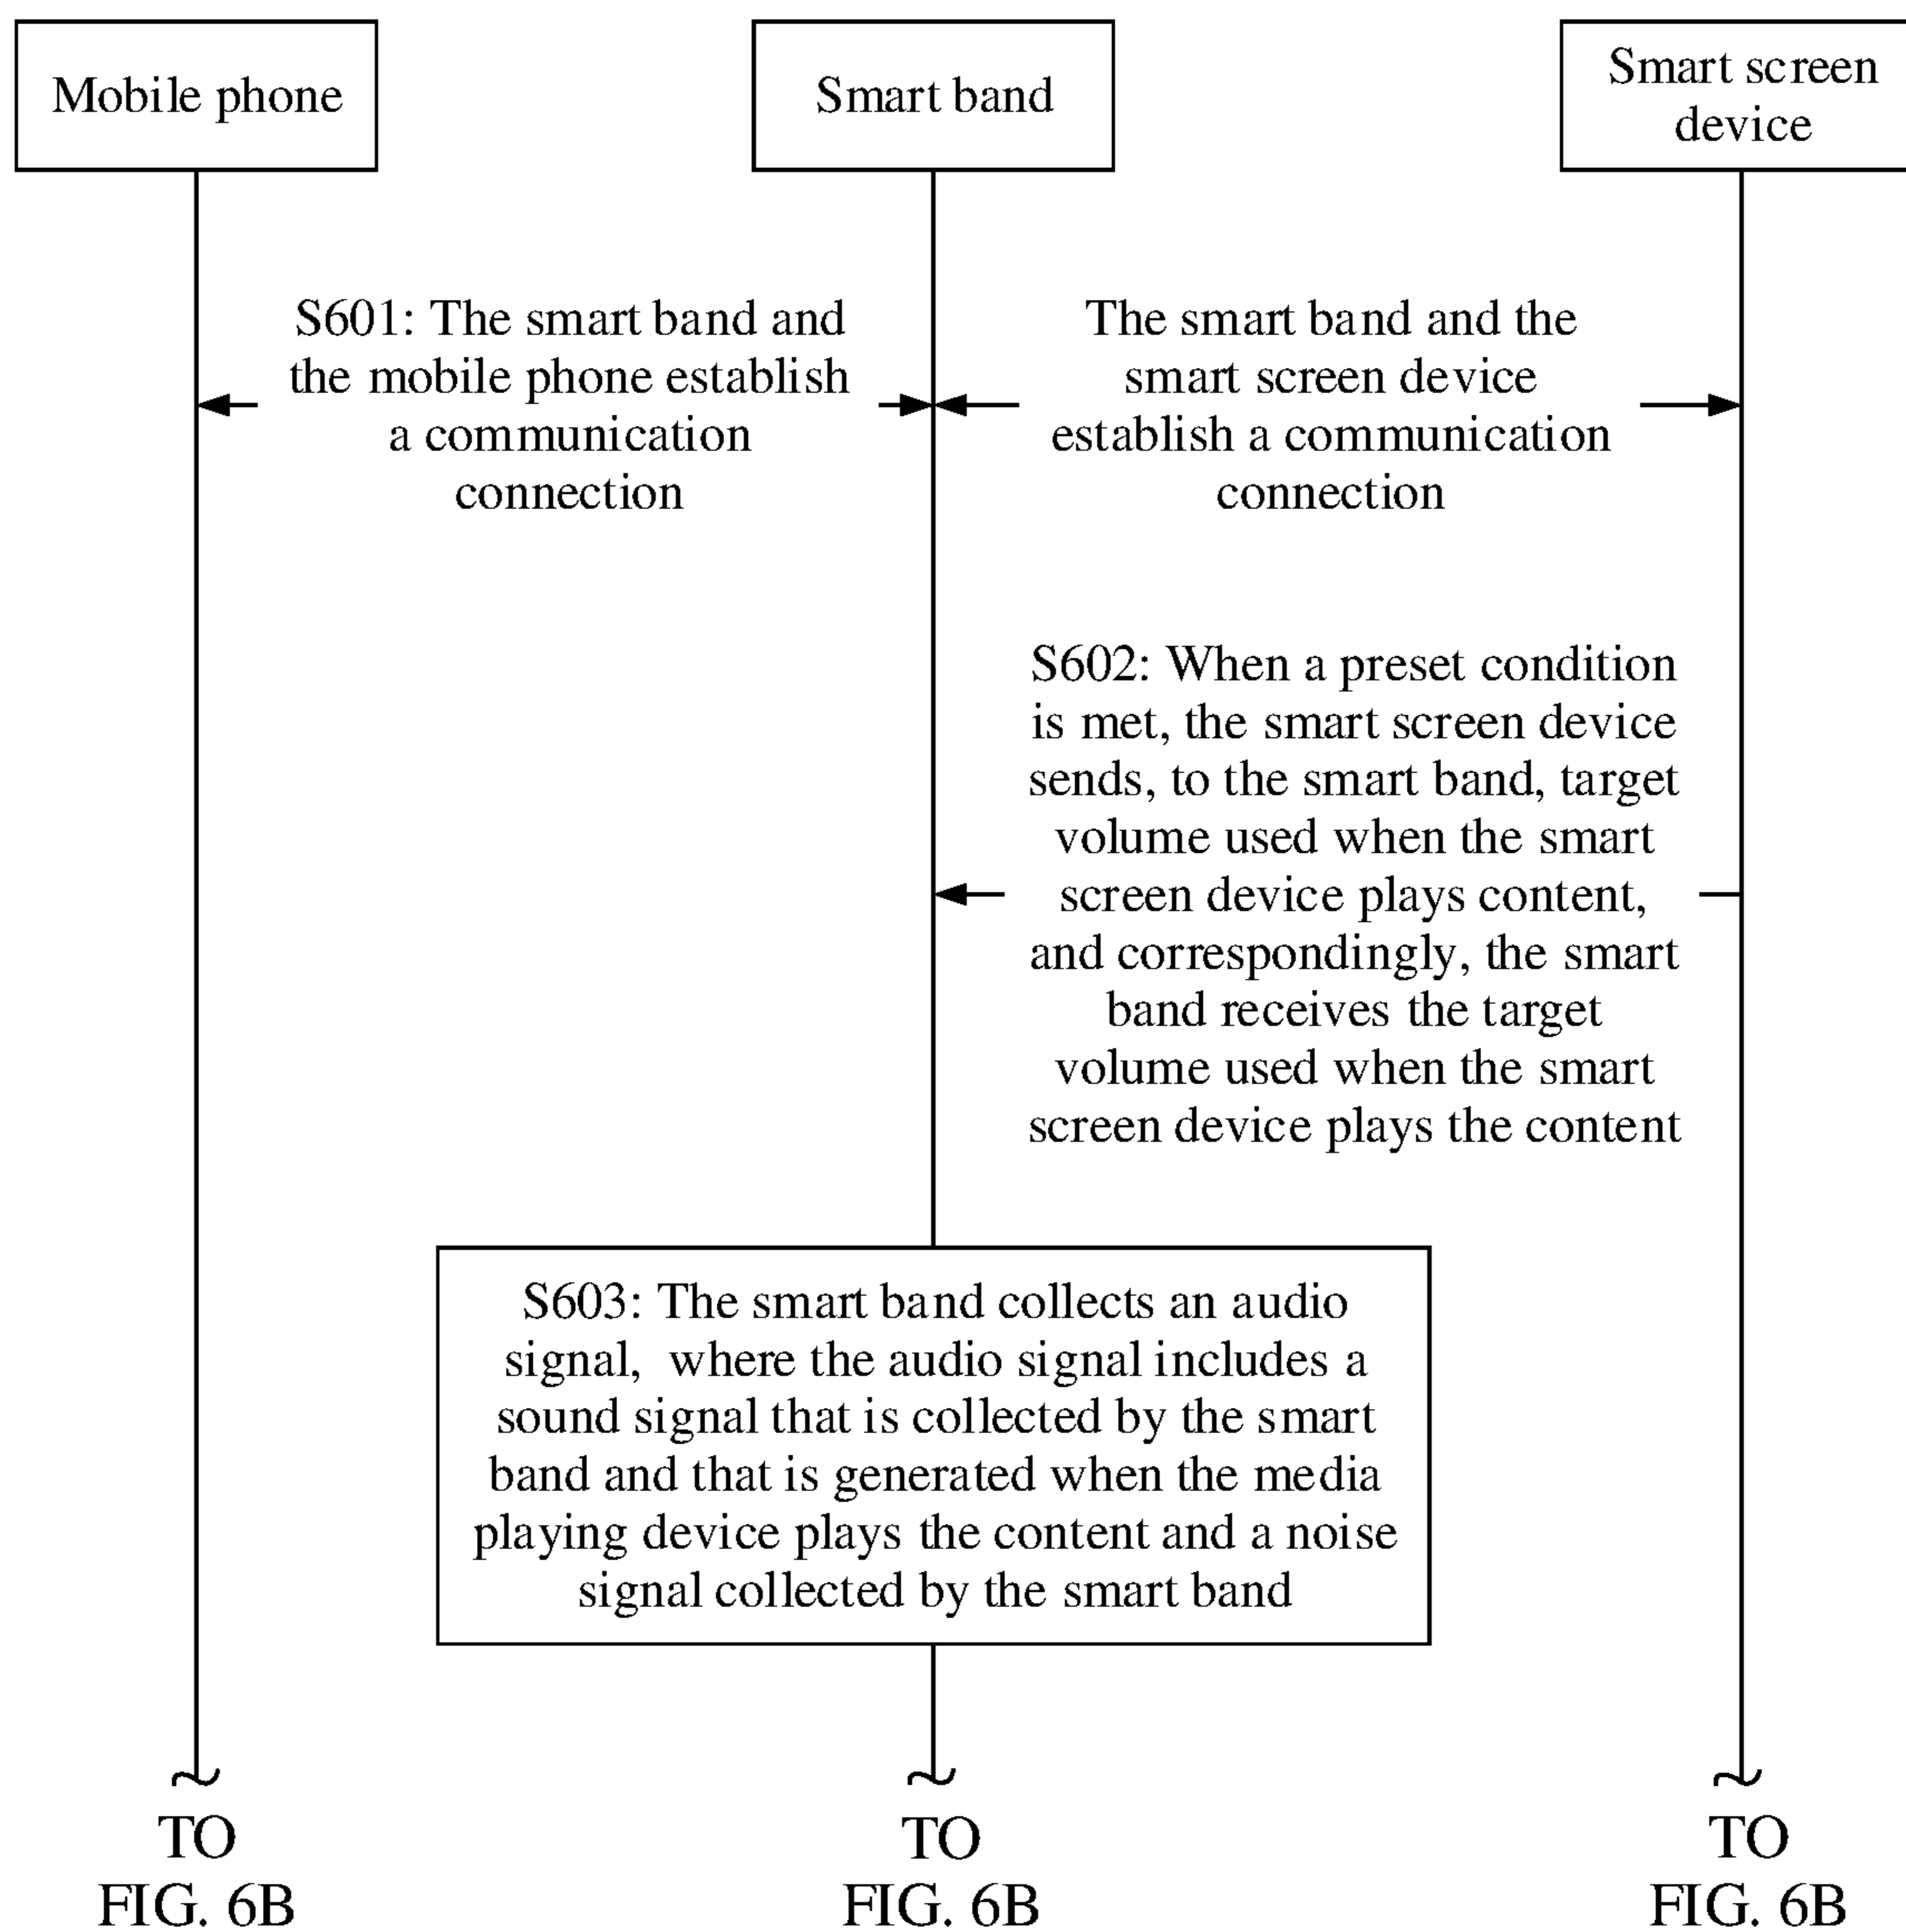 Mobile phone
Smart band
Smart screen
device
S601: The smart band and
the mobile phone establish
a communication
connection
The smart band and the
smart screen device
establish a communication
connection
S602: When a preset condition
is met, the smart screen device
sends, to the smart band, target
volume used when the smart
screen device plays content,
and correspondingly, the smart
band receives the target
volume used when the smart
screen device plays the content
S603: The smart band collects an audio
signal, where the audio signal includes a
sound signal that is collected by the smart
band and that is generated when the media
playing device plays the content and a noise
signal collected by the smart band
TO
FIG. 6B
TO
FIG. 6B
TO
FIG. 6B